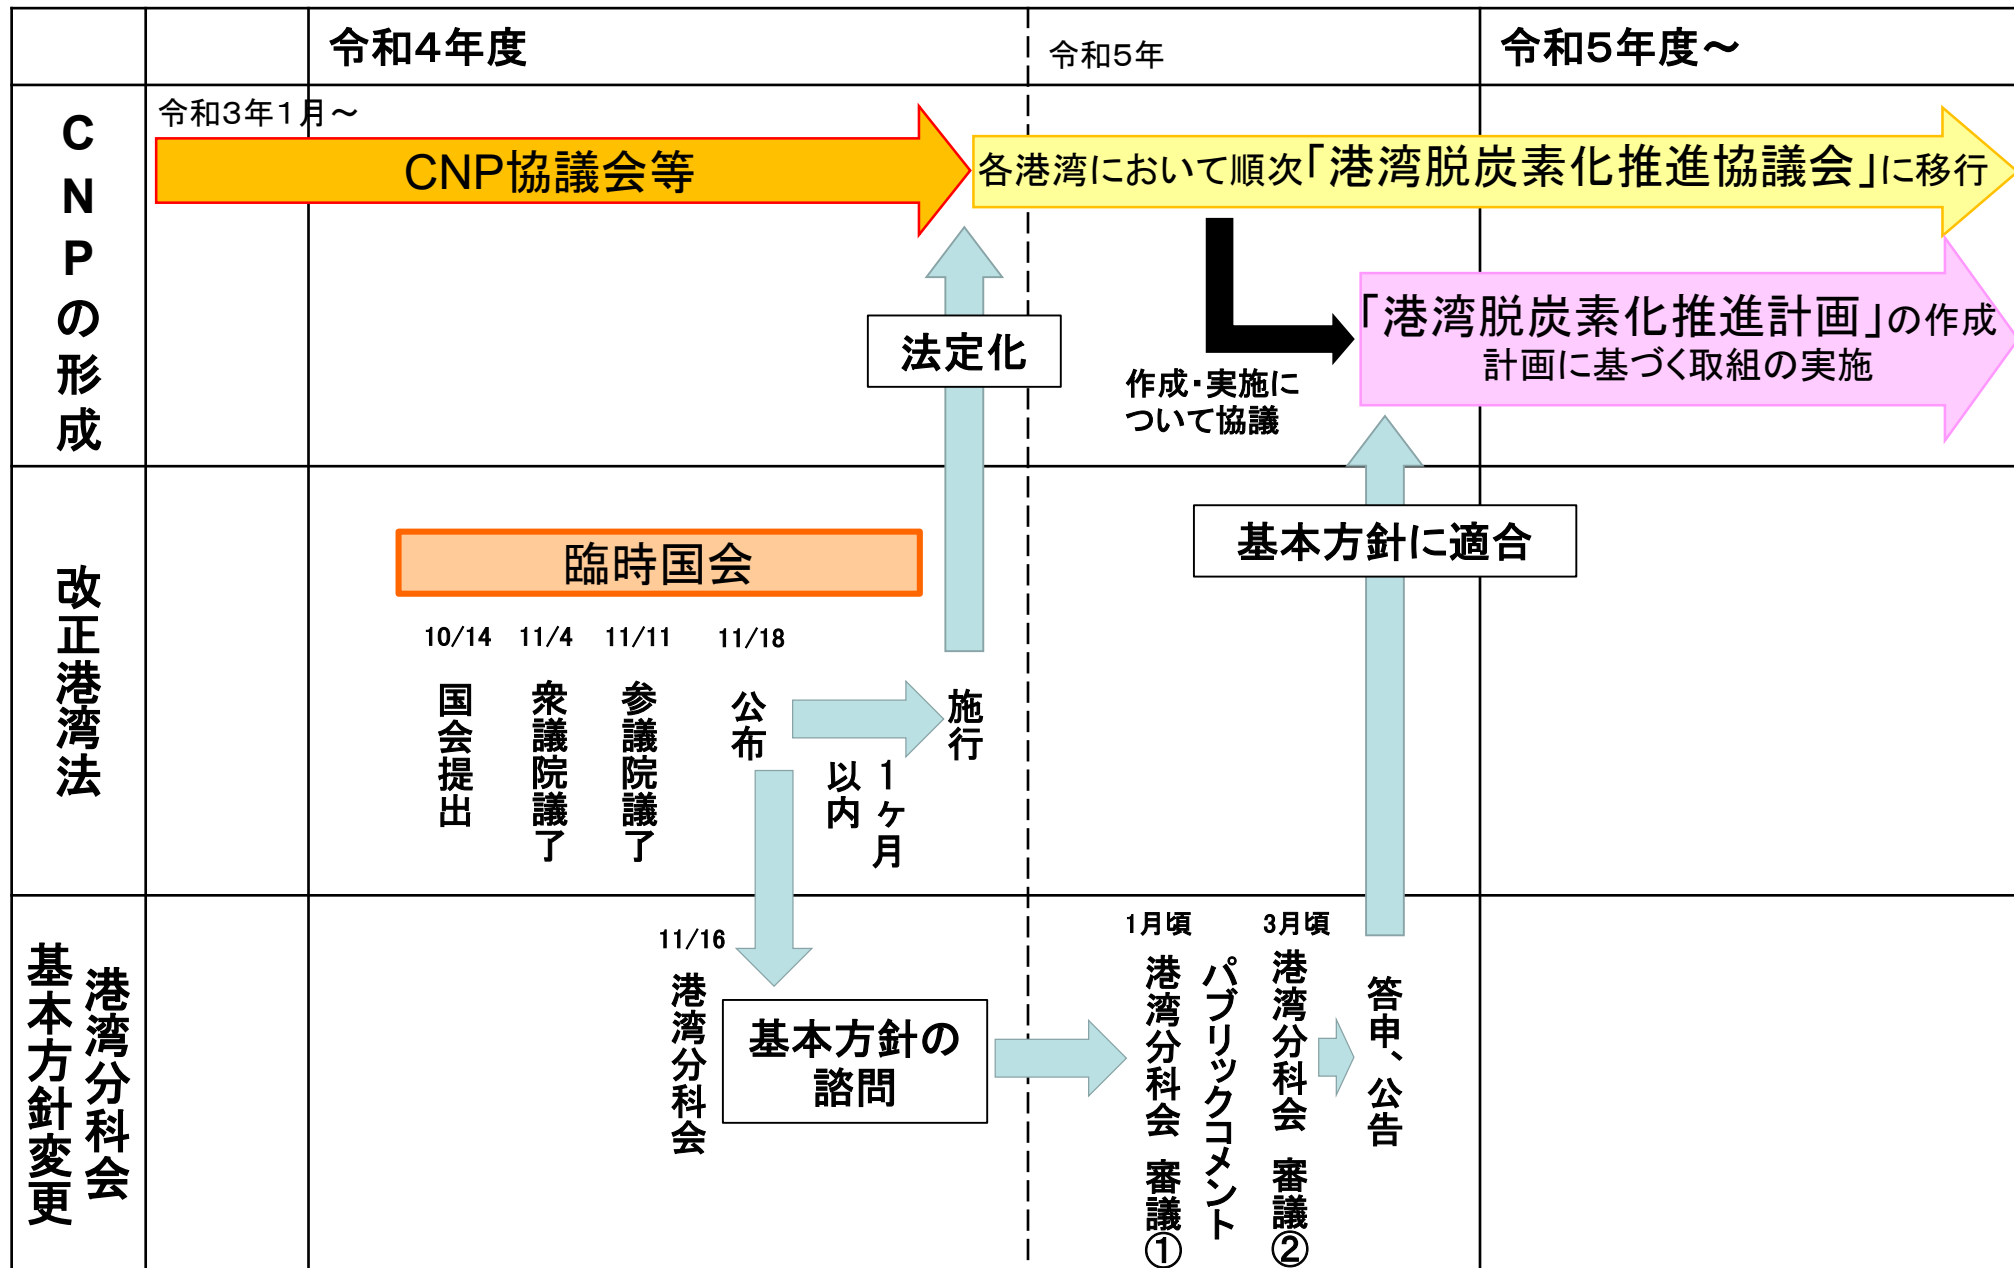 令和4年度
令和5年
令和5年度～
CNPの形成
令和3年1月～
CNP協議会等
各港湾において順次「港湾脱炭素化推進協議会」に移行
法定化
作成・実施に
ついて協議
「港湾脱炭素化推進計画」の作成
計画に基づく取組の実施
改正港湾法
臨時国会
基本方針に適合
10/14
国会提出
11/4
衆議院議了
11/11
参議院議了
11/18
公布
1ヶ月
以内
施行
港湾分科会
基本方針変更
11/16
港湾分科会
基本方針の
諮問
1月頃
港湾分科会 審議①
パブリックコメント
3月頃
港湾分科会 審議②
答申、公告